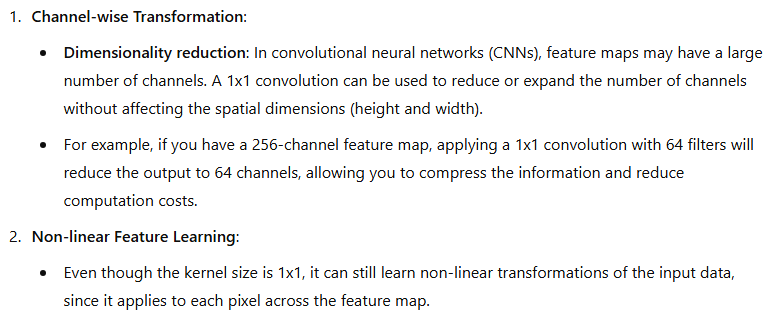 1. Channel-wise Transformation:
• Dimensionality reduction: In convolutional neural networks (CNNs), feature maps may have a large
number of channels. A 1x1 convolution can be used to reduce or expand the number of channels
without affecting the spatial dimensions (height and width).
• For example, if you have a 256-channel feature map, applying a 1x1 convolution with 64 filters will
reduce the output to 64 channels, allowing you to compress the information and reduce
computation costs.
2. Non-linear Feature Learning:
• Even though the kernel size is 1x1, it can still learn non-linear transformations of the input data,
since it applies to each pixel across the feature map.